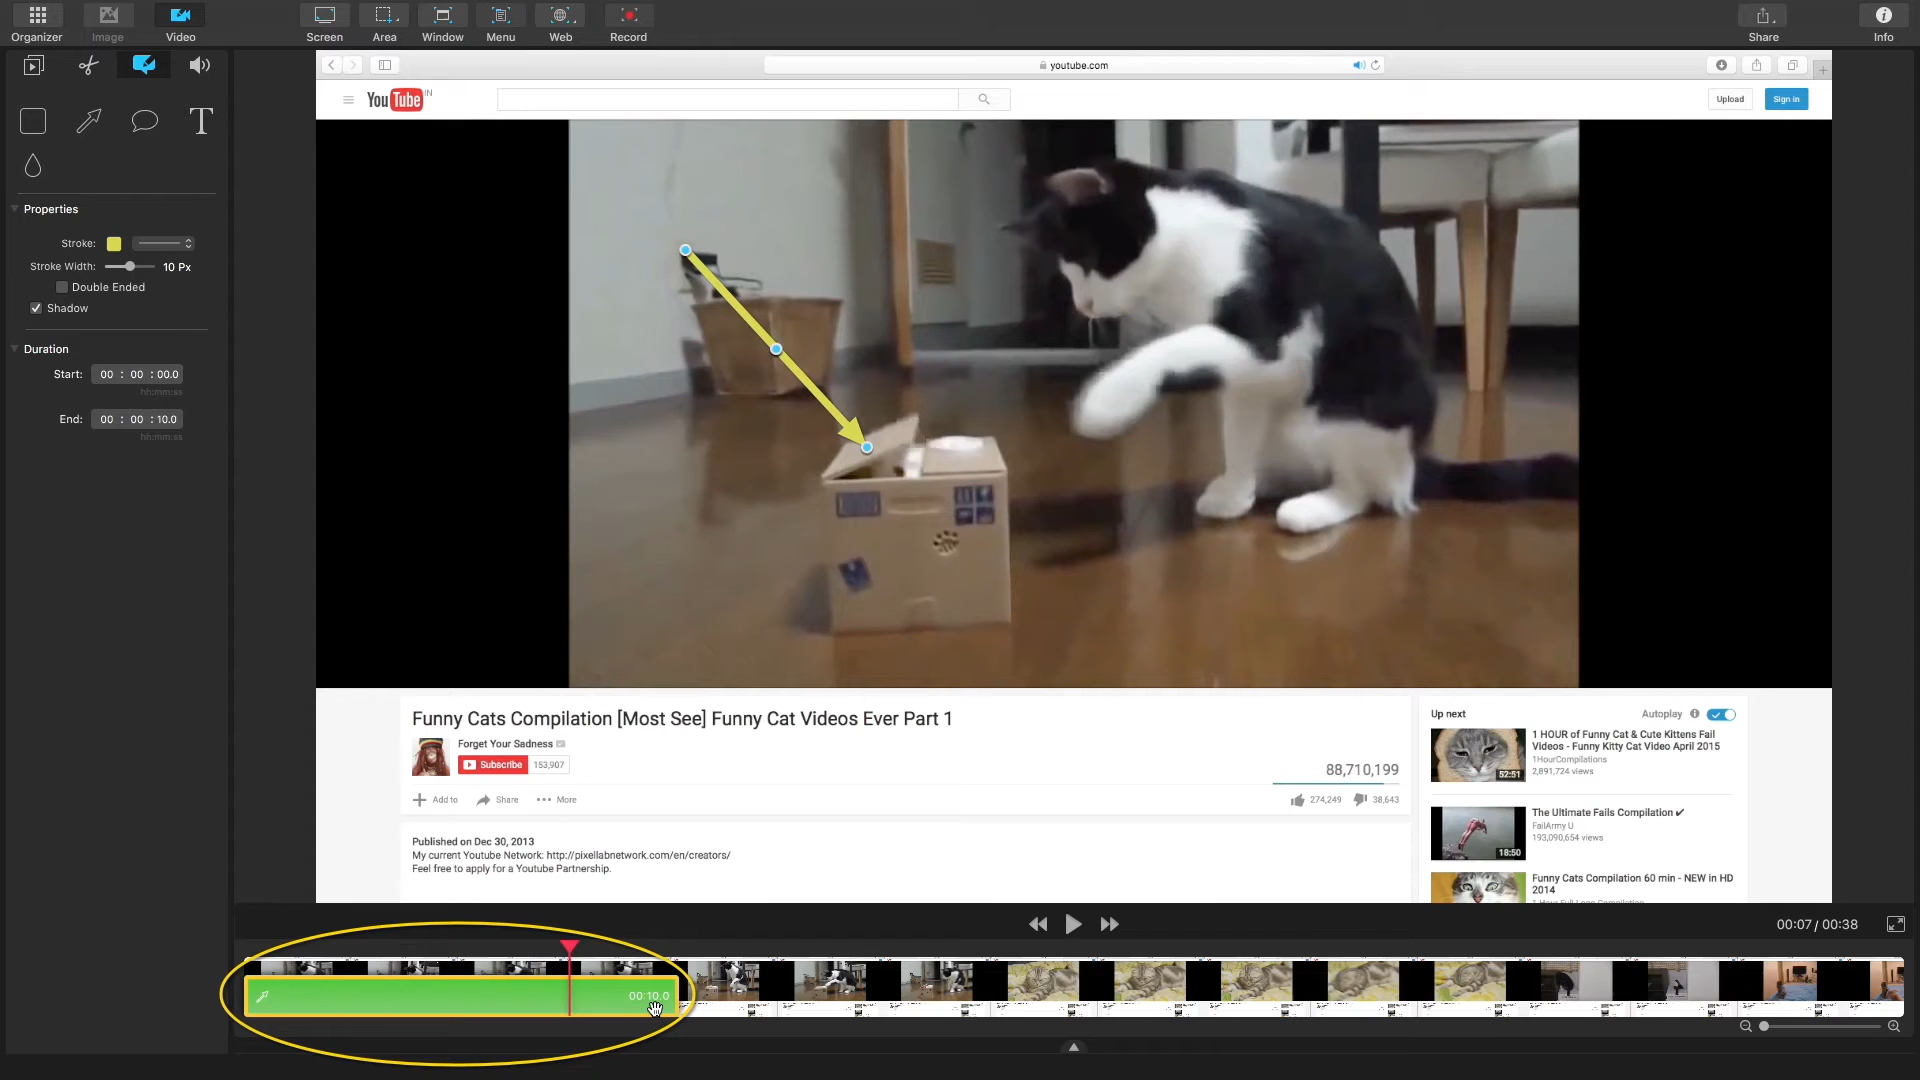 Organizer Image Video Screen Area Window Menu Web Record Share Info
youtube.com
YouTube IN Upload Sign in
T
Properties
Stroke:
Stroke Width: 10 Px
Double Ended
Shadow
Duration
Start: 00 : 00 : 00.0
hh:mm:ss
End: 00 : 00 : 10.0
hh:mm:ss
Funny Cats Compilation [Most See] Funny Cat Videos Ever Part 1
Forget Your Sadness
Subscribe 153,907
88,710,199
Add to Share More 274,249 38,643
Published on Dec 30, 2013
My current Youtube Network: http://pixellabnetwork.com/en/creators/
Feel free to apply for a Youtube Partnership.
Up next Autoplay
1 HOUR of Funny Cat & Cute Kittens Fail
Videos - Funny Kitty Cat Video April 2015
1HourCompilations
2,891,724 views
52:51
The Ultimate Fails Compilation ✔
FailArmy U
193,090,654 views
18:50
Funny Cats Compilation 60 min - NEW in HD
2014
00:07 / 00:38
00:10.0